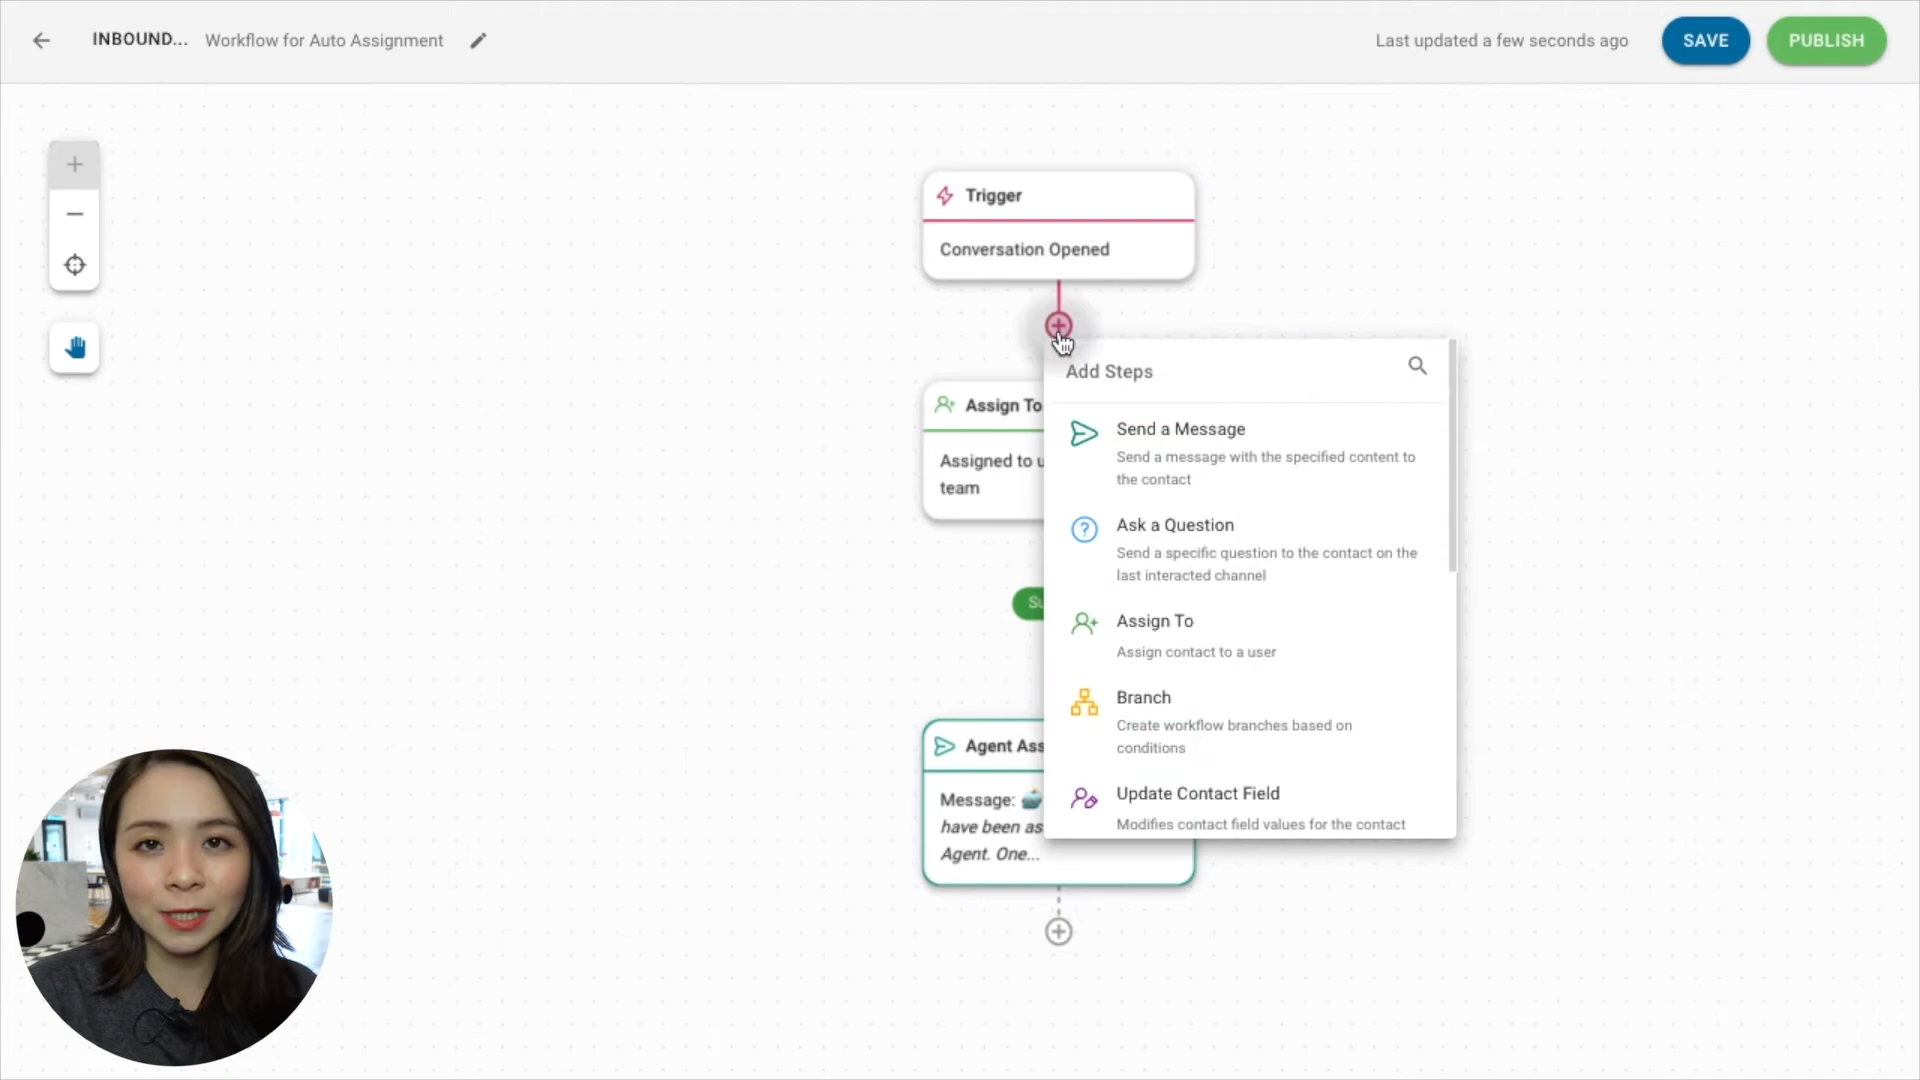 INBOUND...
Workflow for Auto Assignment
Last updated a few seconds ago
SAVE
PUBLISH
Trigger
Conversation Opened
Add Steps
Assign To
Assigned to
team
Send a Message
Send a message with the specified content to
the contact
Ask a Question
Send a specific question to the contact on the
last interacted channel
Assign To
Assign contact to a user
Branch
Create workflow branches based on
conditions
Update Contact Field
Modifies contact field values for the contact
Agent
Message:
have been
Agent. One...